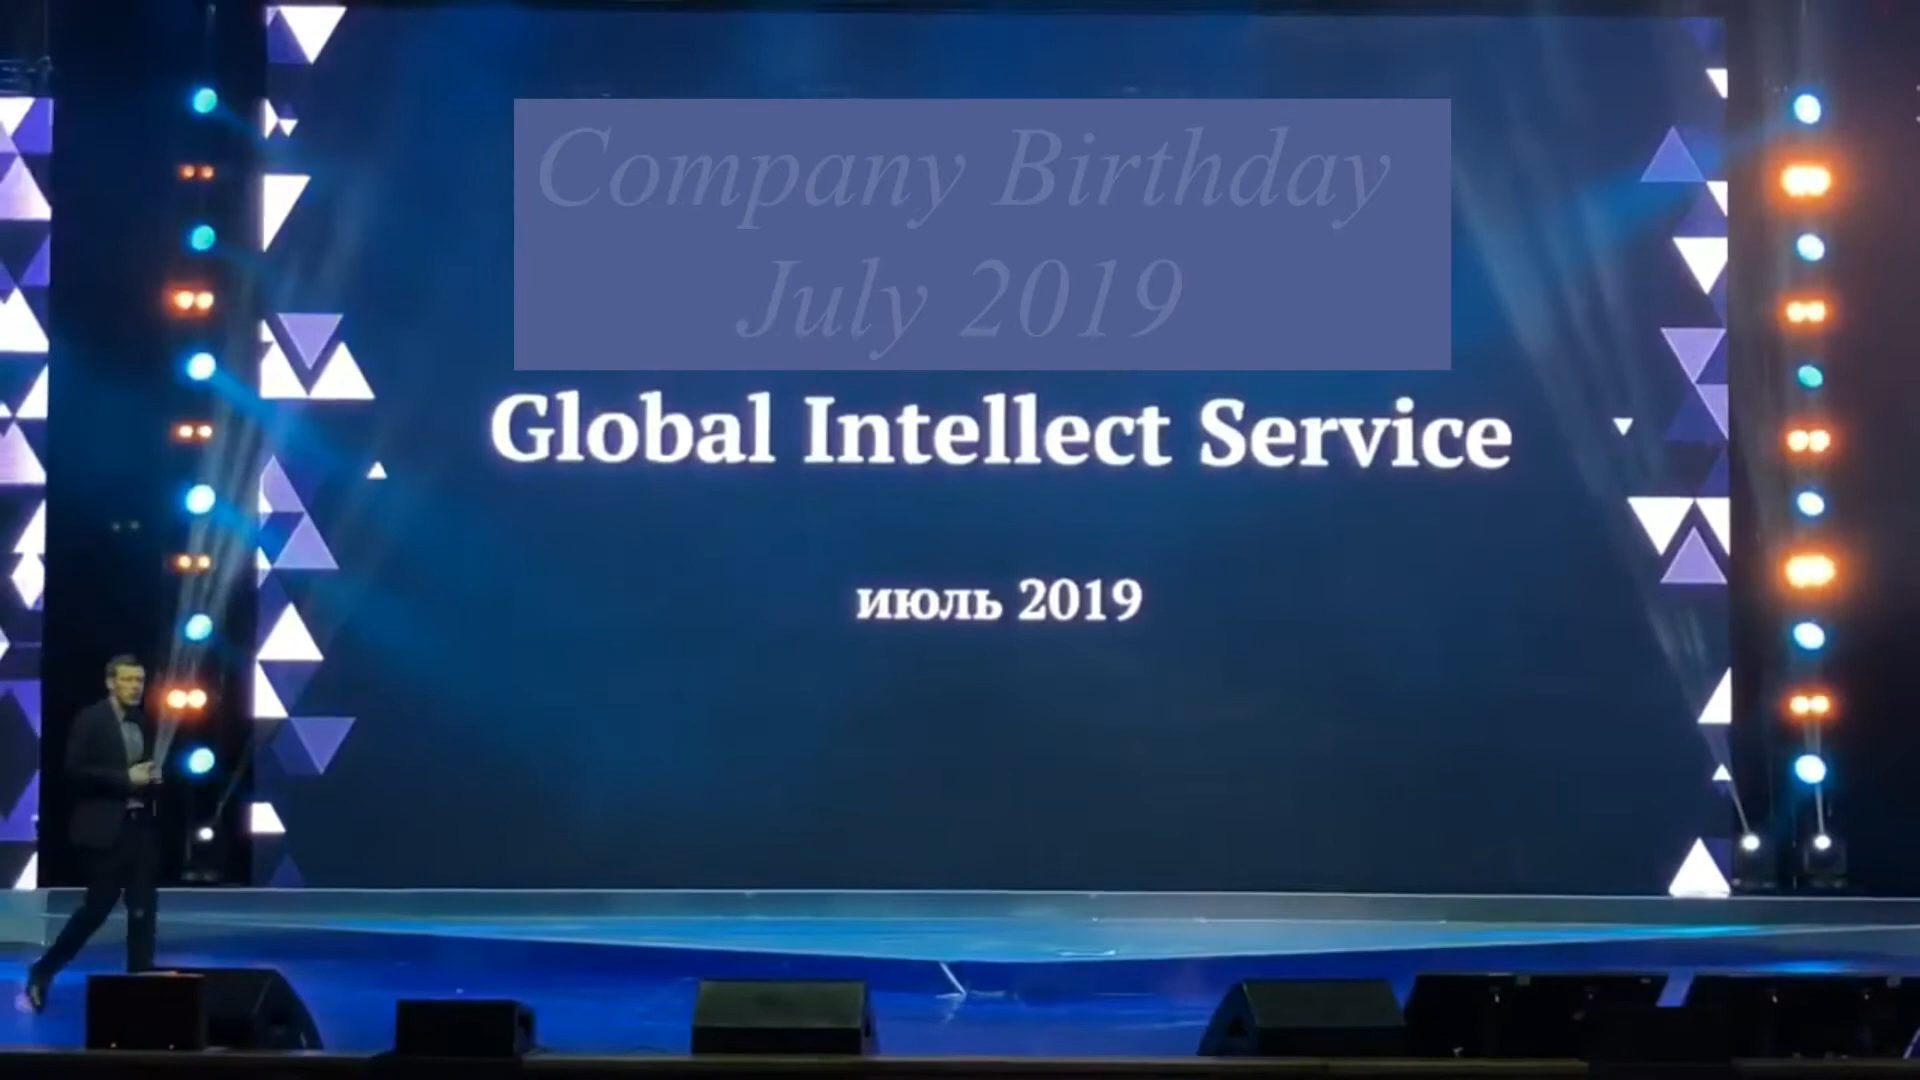 Company Birthday
July 2019
Global Intellect Service
июль 2019